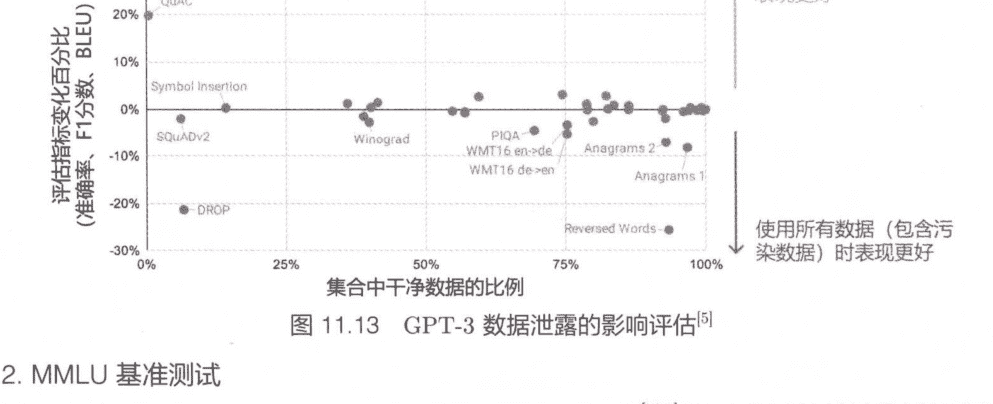 QuAC
20%
10%
0%
-10%
-20%
-30%
评估指标变化百分比
(准确率、F1分数、BLEU)
Symbol Insertion
SQuADv2
Winograd
PIQA
WMT16 en->de
WMT16 de->en
Anagrams 2
Anagrams 1
DROP
Reversed Words
0%
25%
50%
75%
100%
集合中干净数据的比例
使用所有数据（包含污
染数据）时表现更好
图 11.13 GPT-3 数据泄露的影响评估[5]
2. MMLU 基准测试